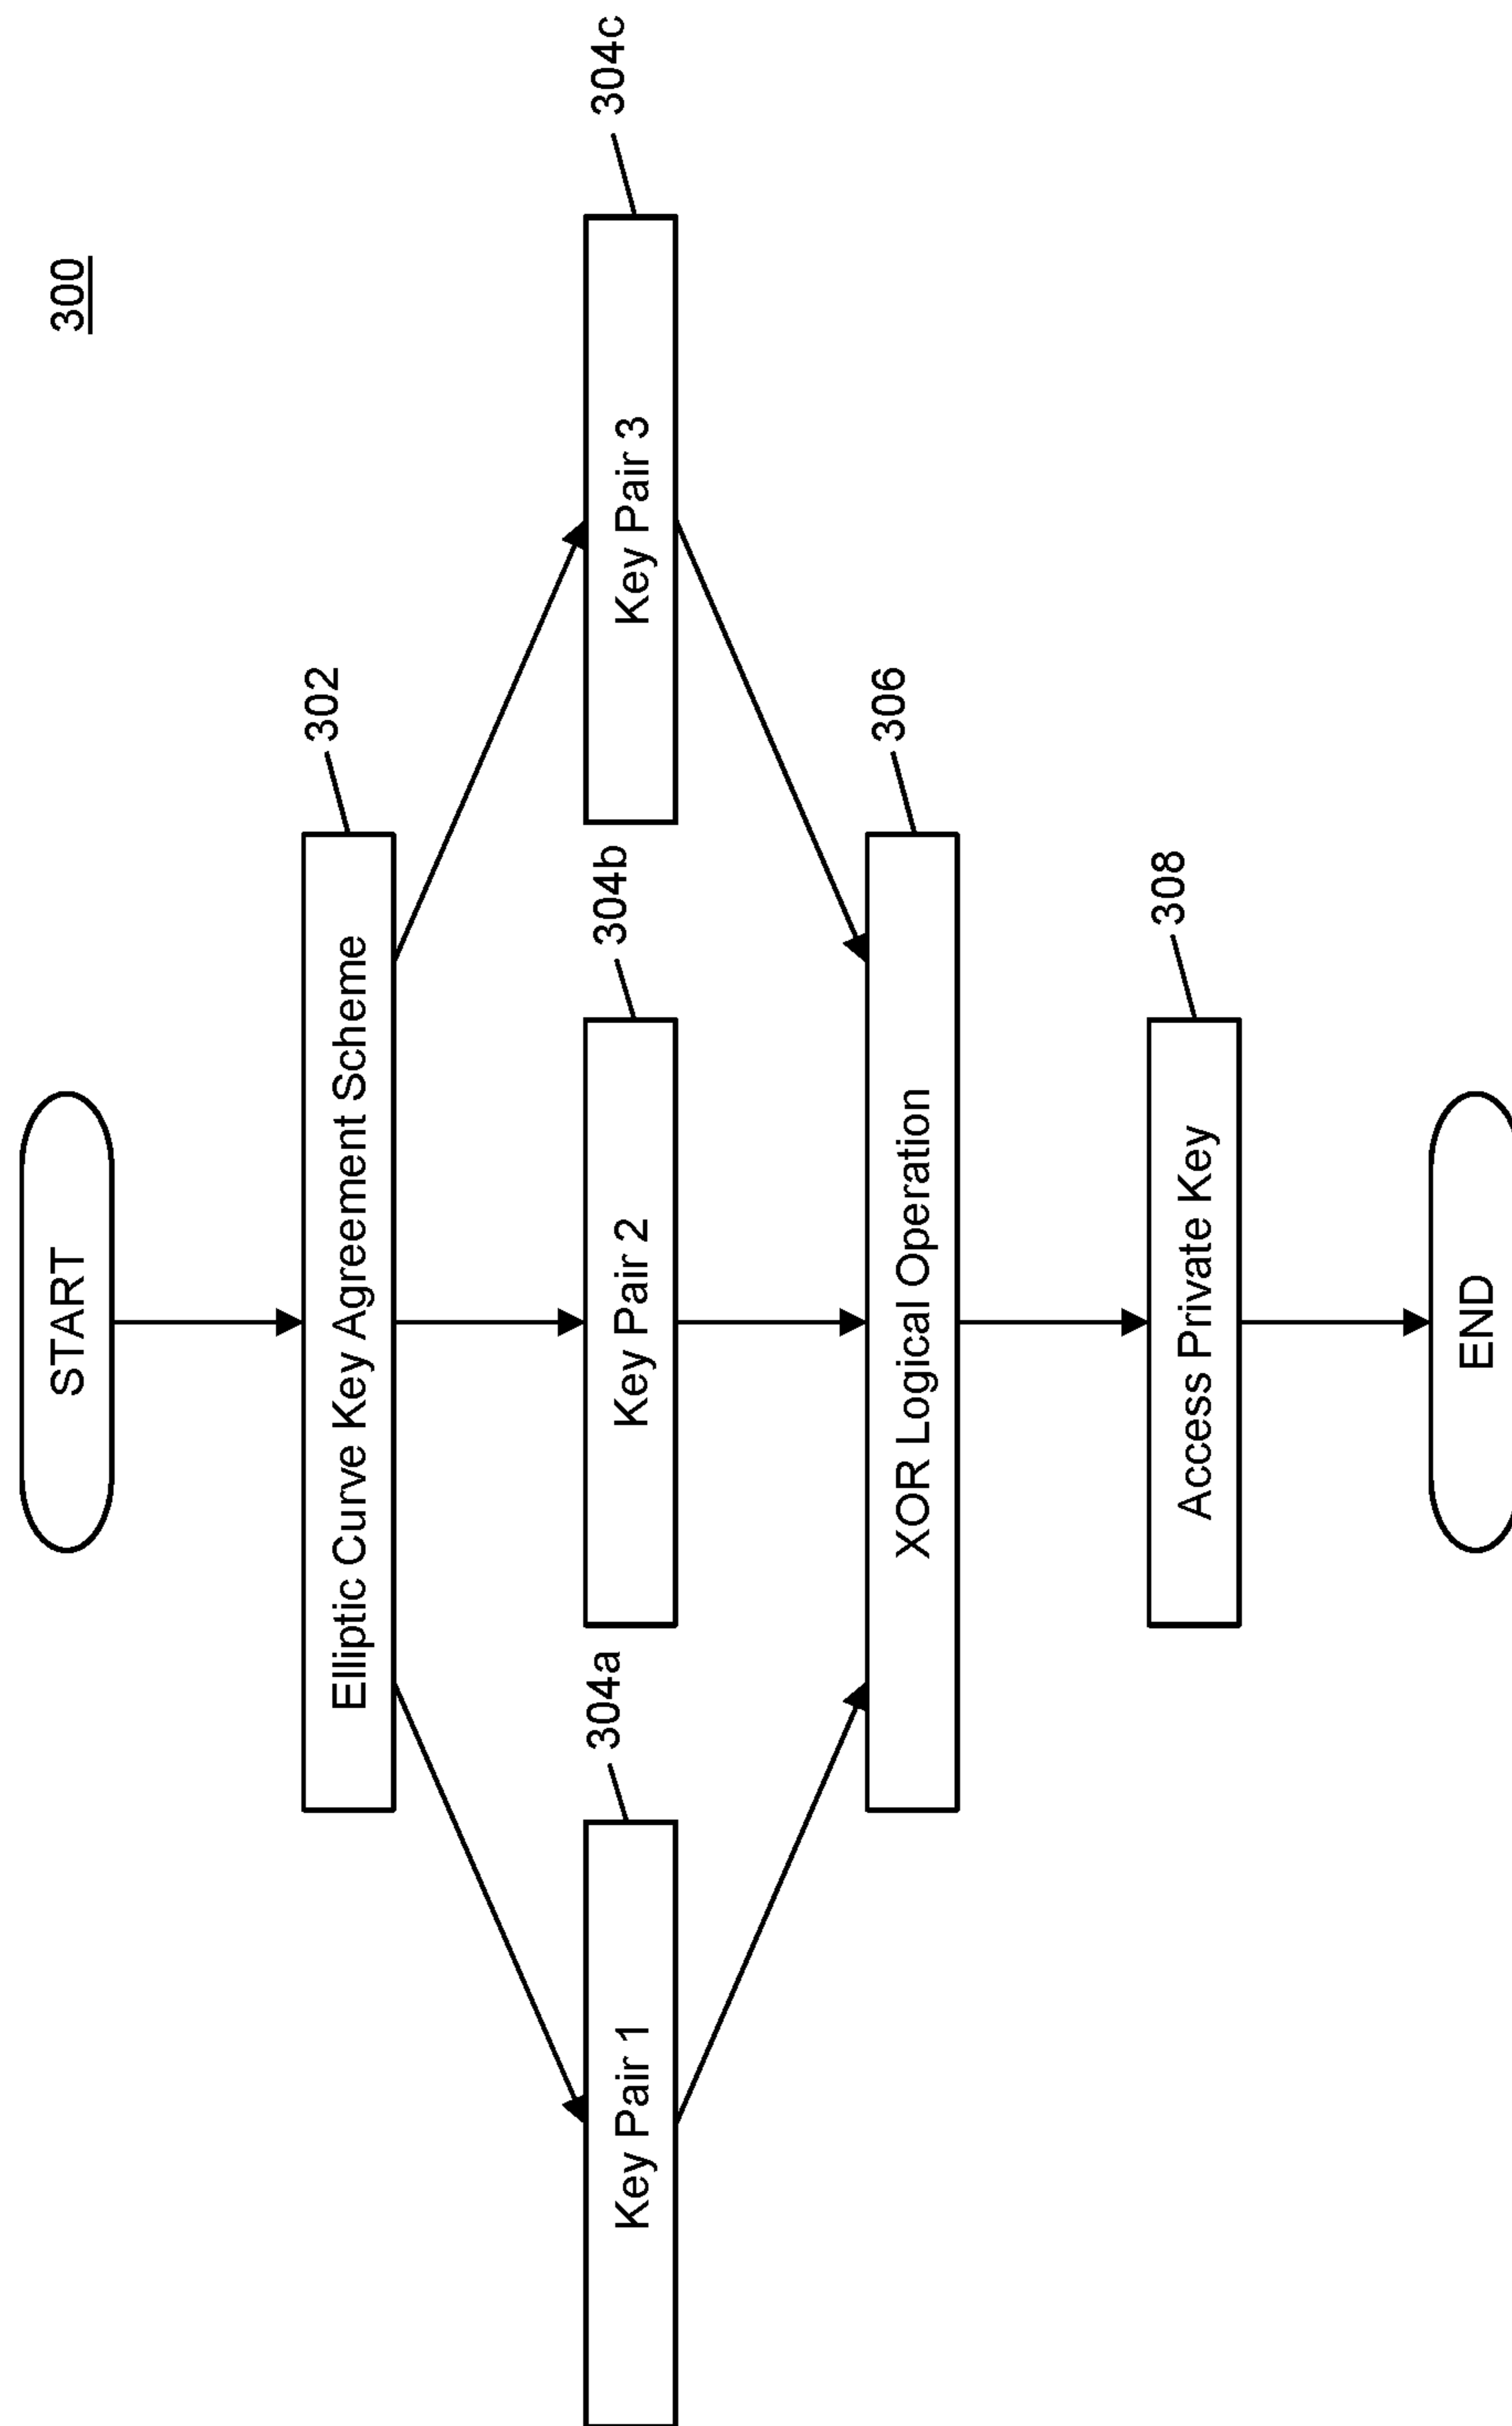 300
START
Elliptic Curve Key Agreement Scheme
302
Key Pair 1
304a
Key Pair 2
304b
Key Pair 3
304c
XOR Logical Operation
306
Access Private Key
308
END